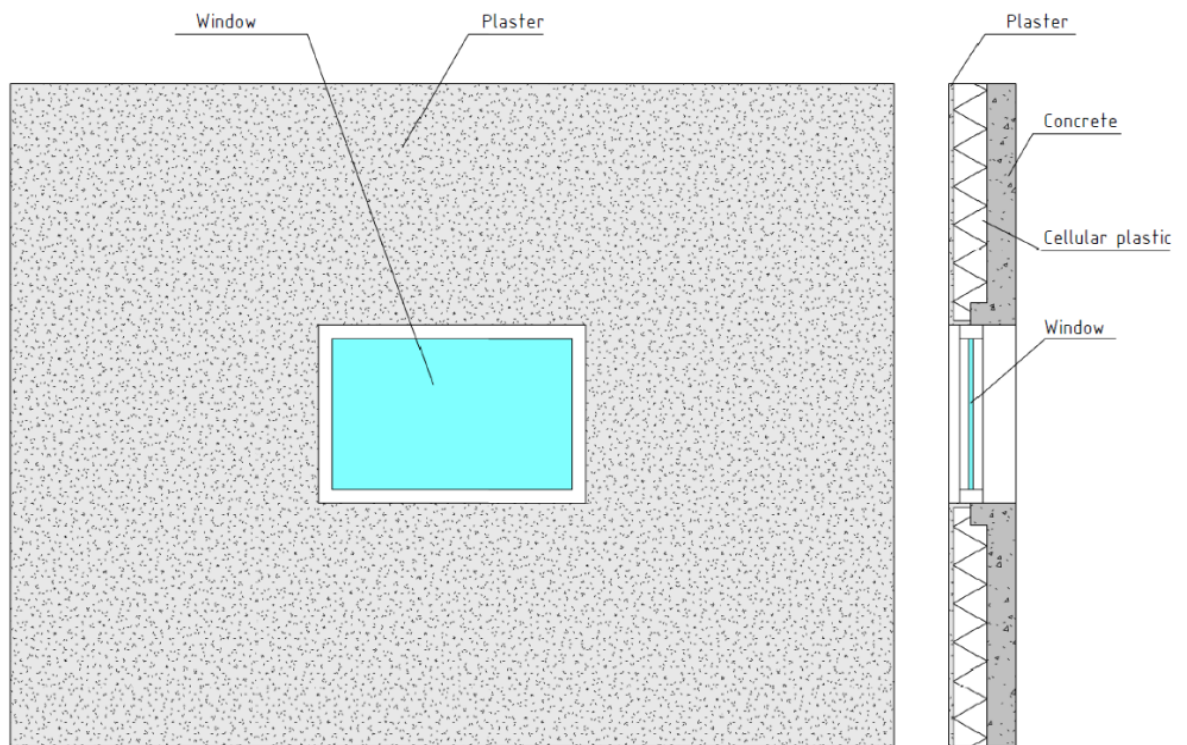 Window
Plaster
Plaster
Concrete
Cellular plastic
Window